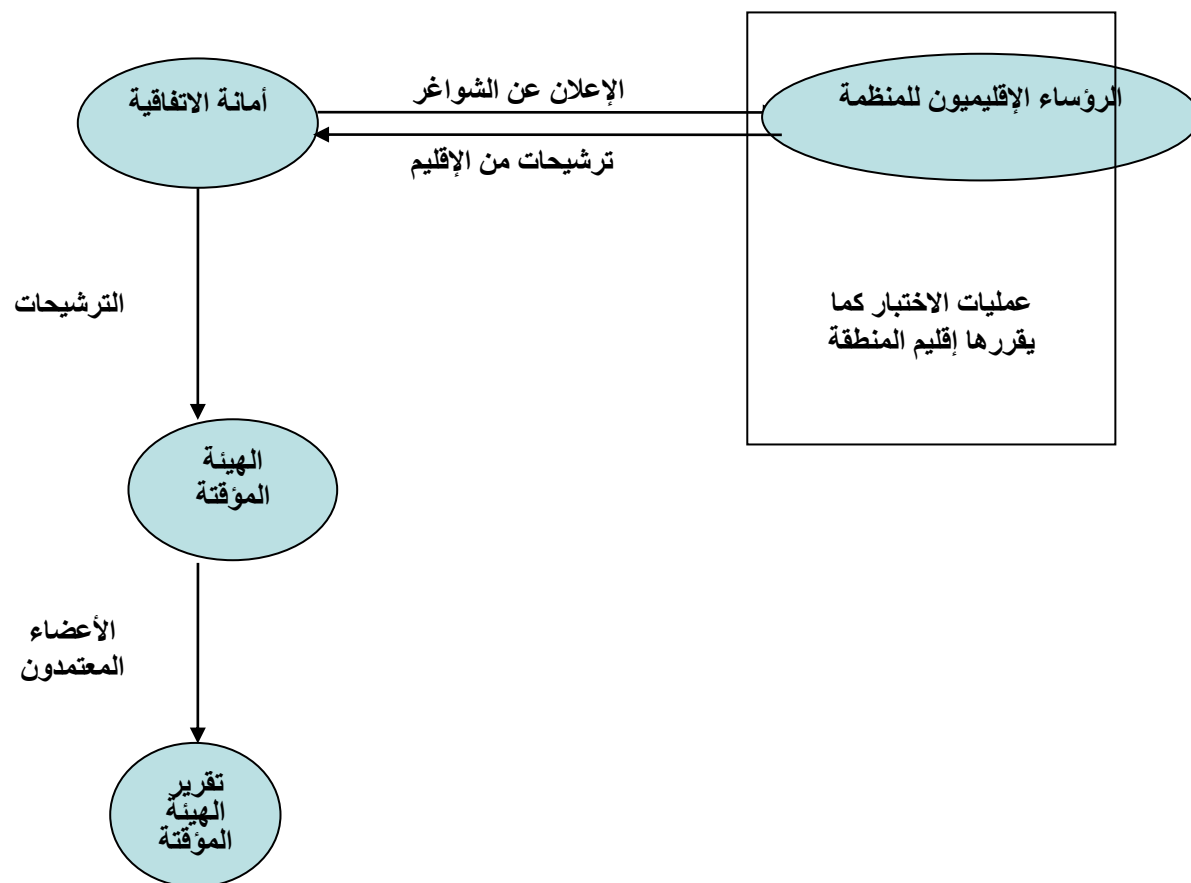 الرؤساء الإقليميون للمنظمة
الإعلان عن الشواغر
أمانة الاتفاقية
ترشيحات من الإقليم
عمليات الاختبار كما
يقررها إقليم المنطقة
الترشيحات
الهيئة
المؤقتة
الأعضاء
المعتمدون
تقرير
الهيئة
المؤقتة